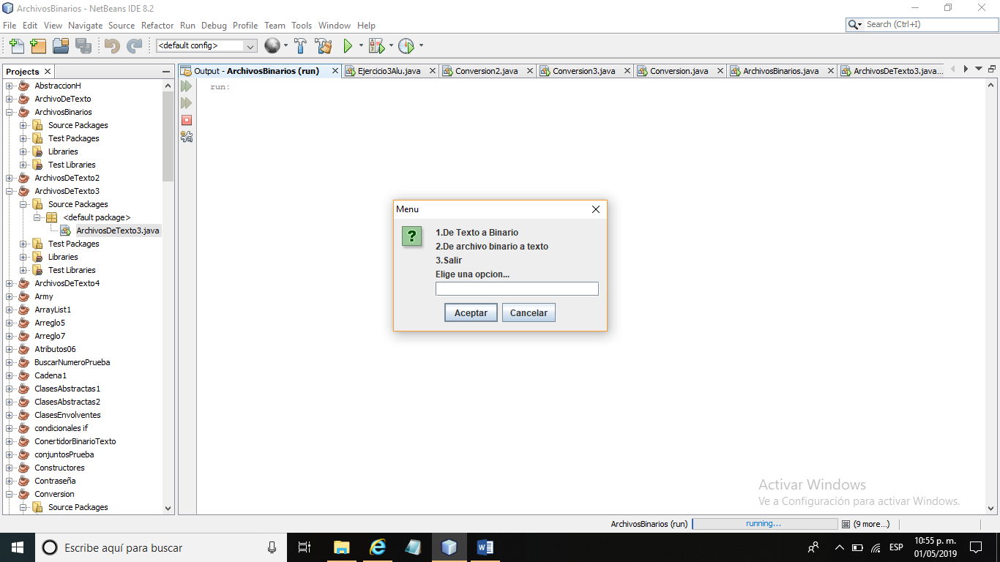 ArchivosBinarios - NetBeans IDE 8.2
File Edit View Navigate Source Refactor Run Debug Profile Team Tools Window Help
Search (Ctrl+I)
<default config>
Projects
Output - ArchivosBinarios (run) Ejercicio3Alu.java Conversion2.java Conversion3.java Conversion.java ArchivosBinarios.java ArchivosDeTexto3.java...
AbstraccionH
ArchivoDeTexto
ArchivosBinarios
Source Packages
Test Packages
Libraries
Test Libraries
ArchivosDeTexto2
ArchivosDeTexto3
Source Packages
<default package>
ArchivosDeTexto3.java
Test Packages
Libraries
Test Libraries
ArchivosDeTexto4
Army
ArrayList1
Arreglo5
Arreglo7
Atributos06
BuscarNumeroPrueba
Cadena1
ClasesAbstractas1
ClasesAbstractas2
ClasesEnvolventes
condicionales if
ConertidorBinarioTexto
conjuntosPrueba
Constructores
Contraseña
Conversion
Source Packages
run:
Menu
?
1.De Texto a Binario
2.De archivo binario a texto
3.Salir
Elige una opcion...
Aceptar Cancelar
Activar Windows
Ve a Configuración para activar Windows.
ArchivosBinarios (run) running... (9 more...)
Escribe aquí para buscar
ESP
10:55 p. m.
01/05/2019